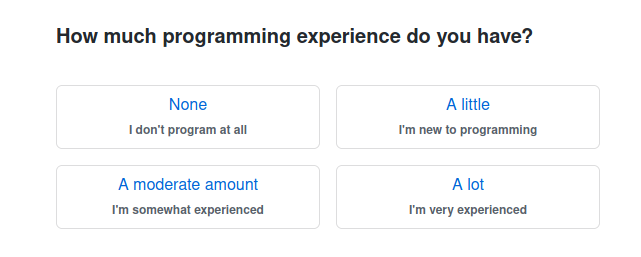 How much programming experience do you have?
None
I don't program at all
A little
I'm new to programming
A moderate amount
I'm somewhat experienced
A lot
I'm very experienced